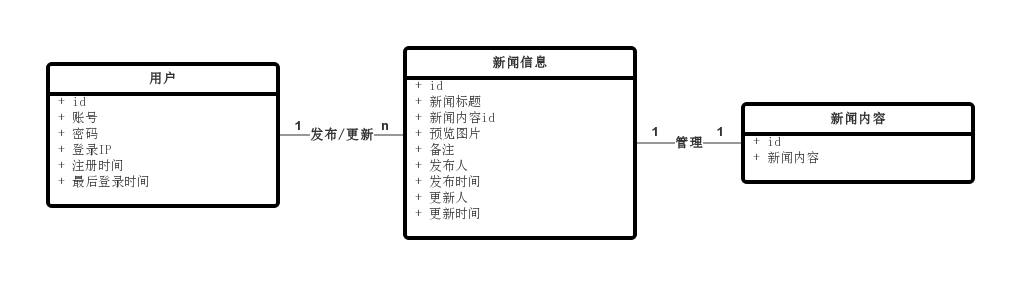 用户
+ id
+ 账号
+ 密码
+ 登录IP
+ 注册时间
+ 最后登录时间
1
发布/更新
n
新闻信息
+ id
+ 新闻标题
+ 新闻内容id
+ 预览图片
+ 备注
+ 发布人
+ 发布时间
+ 更新人
+ 更新时间
1
管理
1
新闻内容
+ id
+ 新闻内容